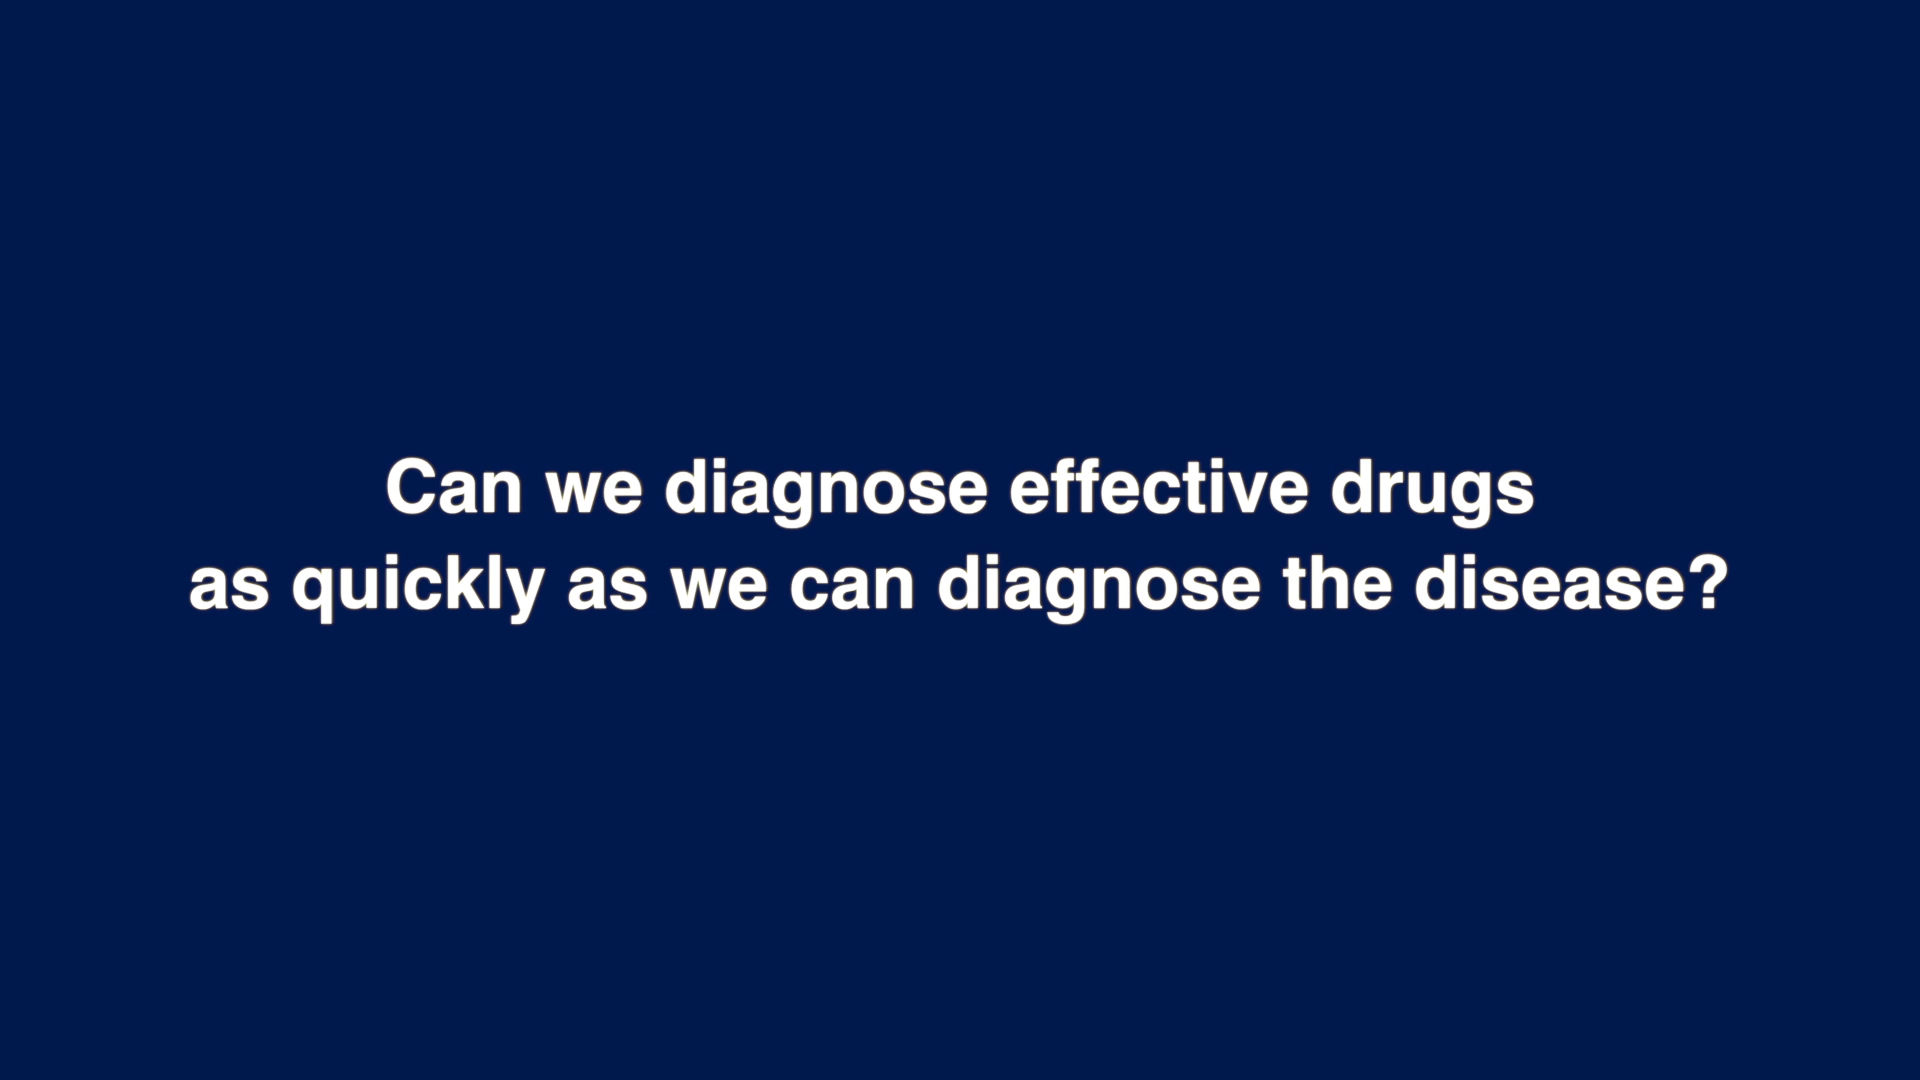 Can we diagnose effective drugs
as quickly as we can diagnose the disease?